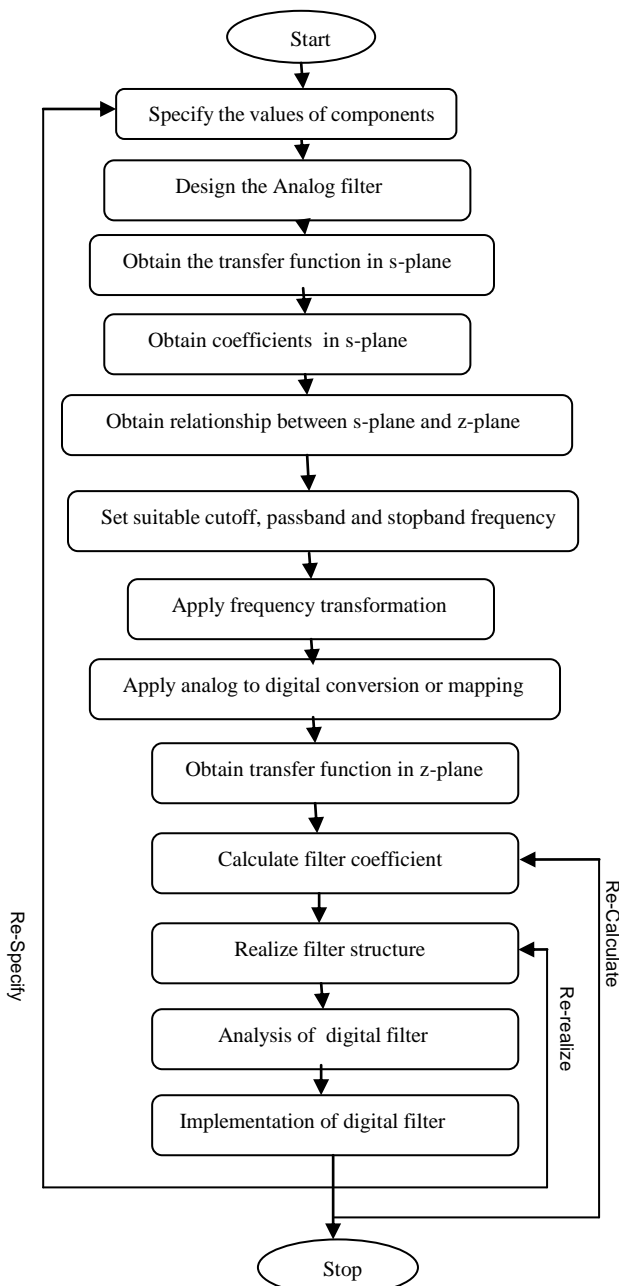 Start
Specify the values of components
Design the Analog filter
Obtain the transfer function in s-plane
Obtain coefficients in s-plane
Obtain relationship between s-plane and z-plane
Set suitable cutoff, passband and stopband frequency
Apply frequency transformation
Apply analog to digital conversion or mapping
Obtain transfer function in z-plane
Calculate filter coefficient
Realize filter structure
Analysis of digital filter
Implementation of digital filter
Stop
Re-Specify
Re-realize
Re-Calculate